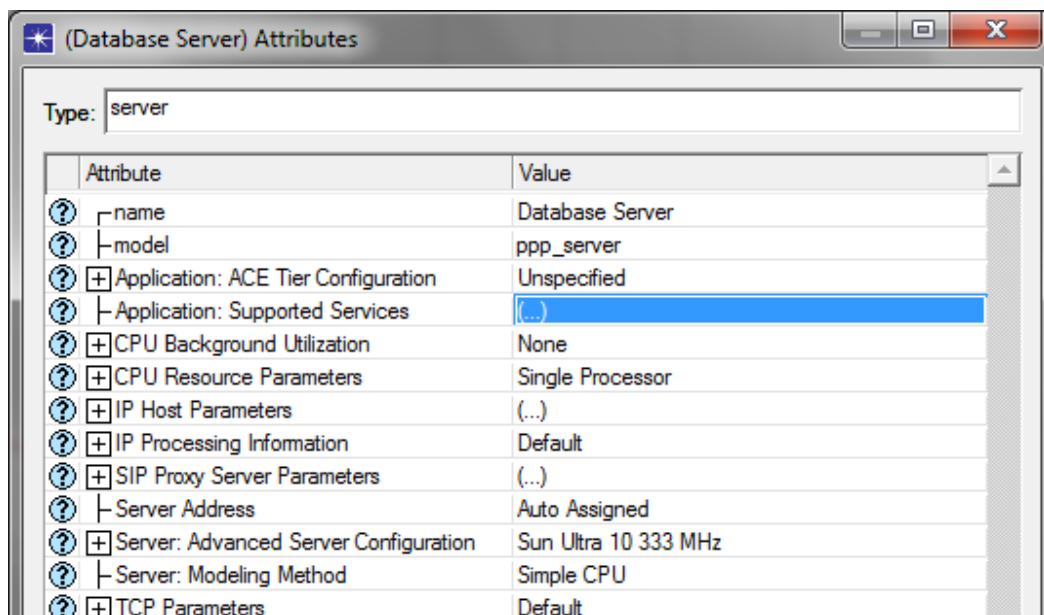 (Database Server) Attributes
Type: server
Attribute Value
name Database Server
model ppp_server
Application: ACE Tier Configuration Unspecified
Application: Supported Services (...)
CPU Background Utilization None
CPU Resource Parameters Single Processor
IP Host Parameters (...)
IP Processing Information Default
SIP Proxy Server Parameters (...)
Server Address Auto Assigned
Server: Advanced Server Configuration Sun Ultra 10 333 MHz
Server: Modeling Method Simple CPU
TCP Parameters Default